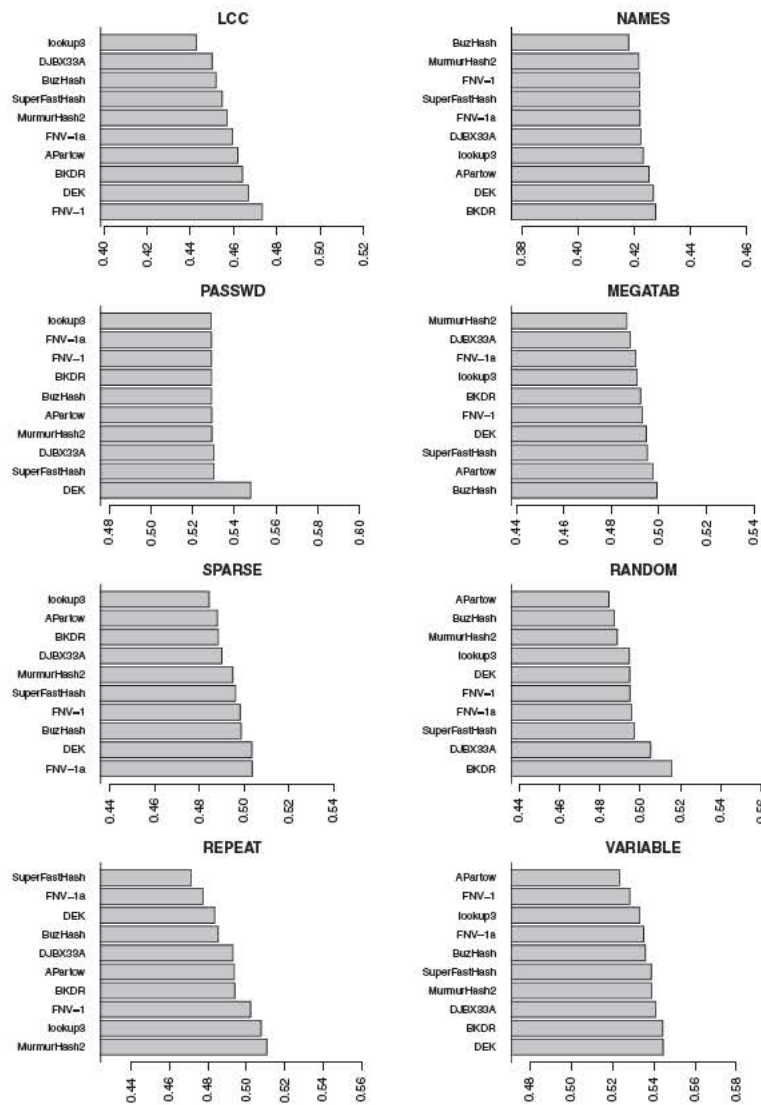 LCC
lookup3
DJBX33A
BuzHash
SuperFastHash
MurmurHash2
FNV-1a
APartow
BKDR
DEK
FNV-1
0.40
0.42
0.44
0.46
0.48
0.50
0.52
NAMES
BuzHash
MurmurHash2
FNV-1
SuperFastHash
FNV-1a
DJBX33A
lookup3
APartow
DEK
BKDR
0.38
0.40
0.42
0.44
0.46
PASSWD
lookup3
FNV-1a
FNV-1
BKDR
BuzHash
APartow
MurmurHash2
DJBX33A
SuperFastHash
DEK
0.48
0.50
0.52
0.54
0.56
0.58
0.60
MEGATAB
MurmurHash2
DJBX33A
FNV-1a
lookup3
BKDR
FNV-1
DEK
SuperFastHash
APartow
BuzHash
0.44
0.46
0.48
0.50
0.52
0.54
SPARSE
lookup3
APartow
BKDR
DJBX33A
MurmurHash2
SuperFastHash
FNV-1
BuzHash
DEK
FNV-1a
0.44
0.46
0.48
0.50
0.52
0.54
RANDOM
APartow
BuzHash
MurmurHash2
lookup3
DEK
FNV-1
FNV-1a
SuperFastHash
DJBX33A
BKDR
0.44
0.46
0.48
0.50
0.52
0.54
0.56
REPEAT
SuperFastHash
FNV-1a
DEK
BuzHash
DJBX33A
APartow
BKDR
FNV-1
lookup3
MurmurHash2
0.44
0.46
0.48
0.50
0.52
0.54
0.56
VARIABLE
APartow
FNV-1
lookup3
FNV-1a
BuzHash
SuperFastHash
MurmurHash2
DJBX33A
BKDR
DEK
0.48
0.50
0.52
0.54
0.56
0.58